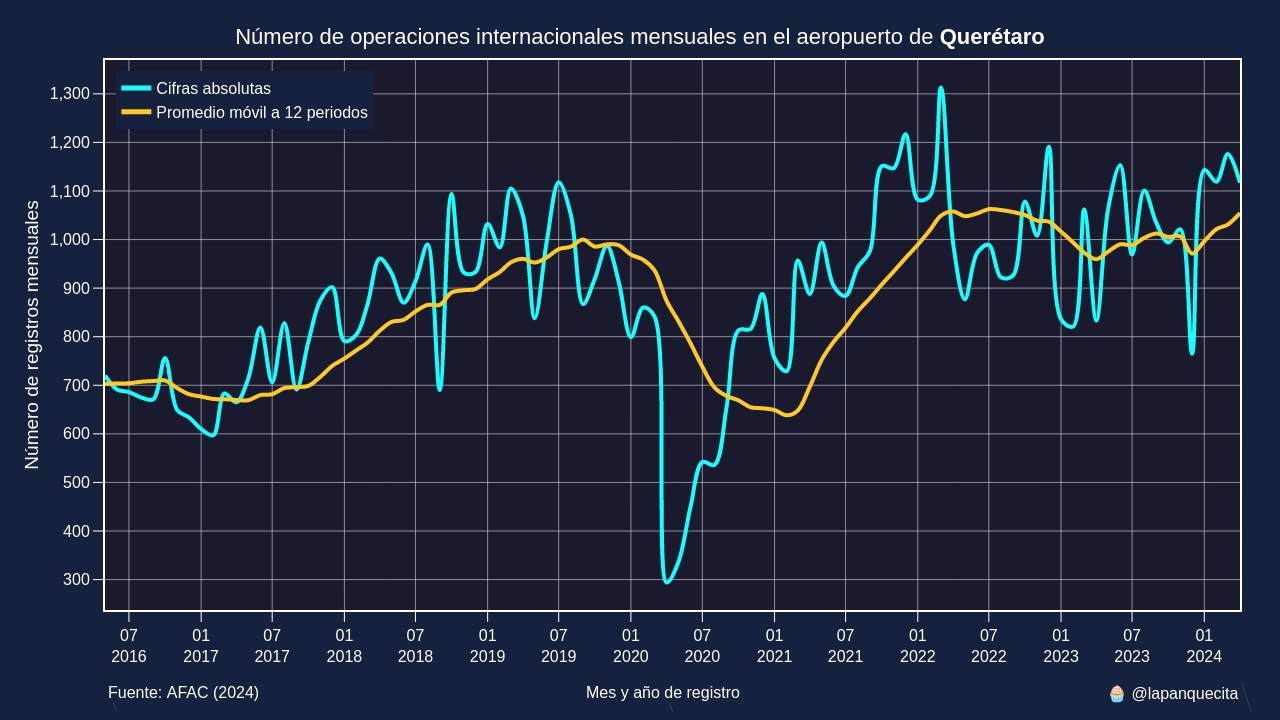 Número de operaciones internacionales mensuales en el aeropuerto de Querétaro
Cifras absolutas
Promedio móvil a 12 periodos
Número de registros mensuales
1,300
1,200
1,100
1,000
900
800
700
600
500
400
300
07 01 07 01 07 01 07 01 07 01 07 01 07 01 07 01
2016 2017 2017 2018 2018 2019 2019 2020 2020 2021 2021 2022 2022 2023 2023 2024
Fuente: AFAC (2024) Mes y año de registro 🧁 @lapanquecita